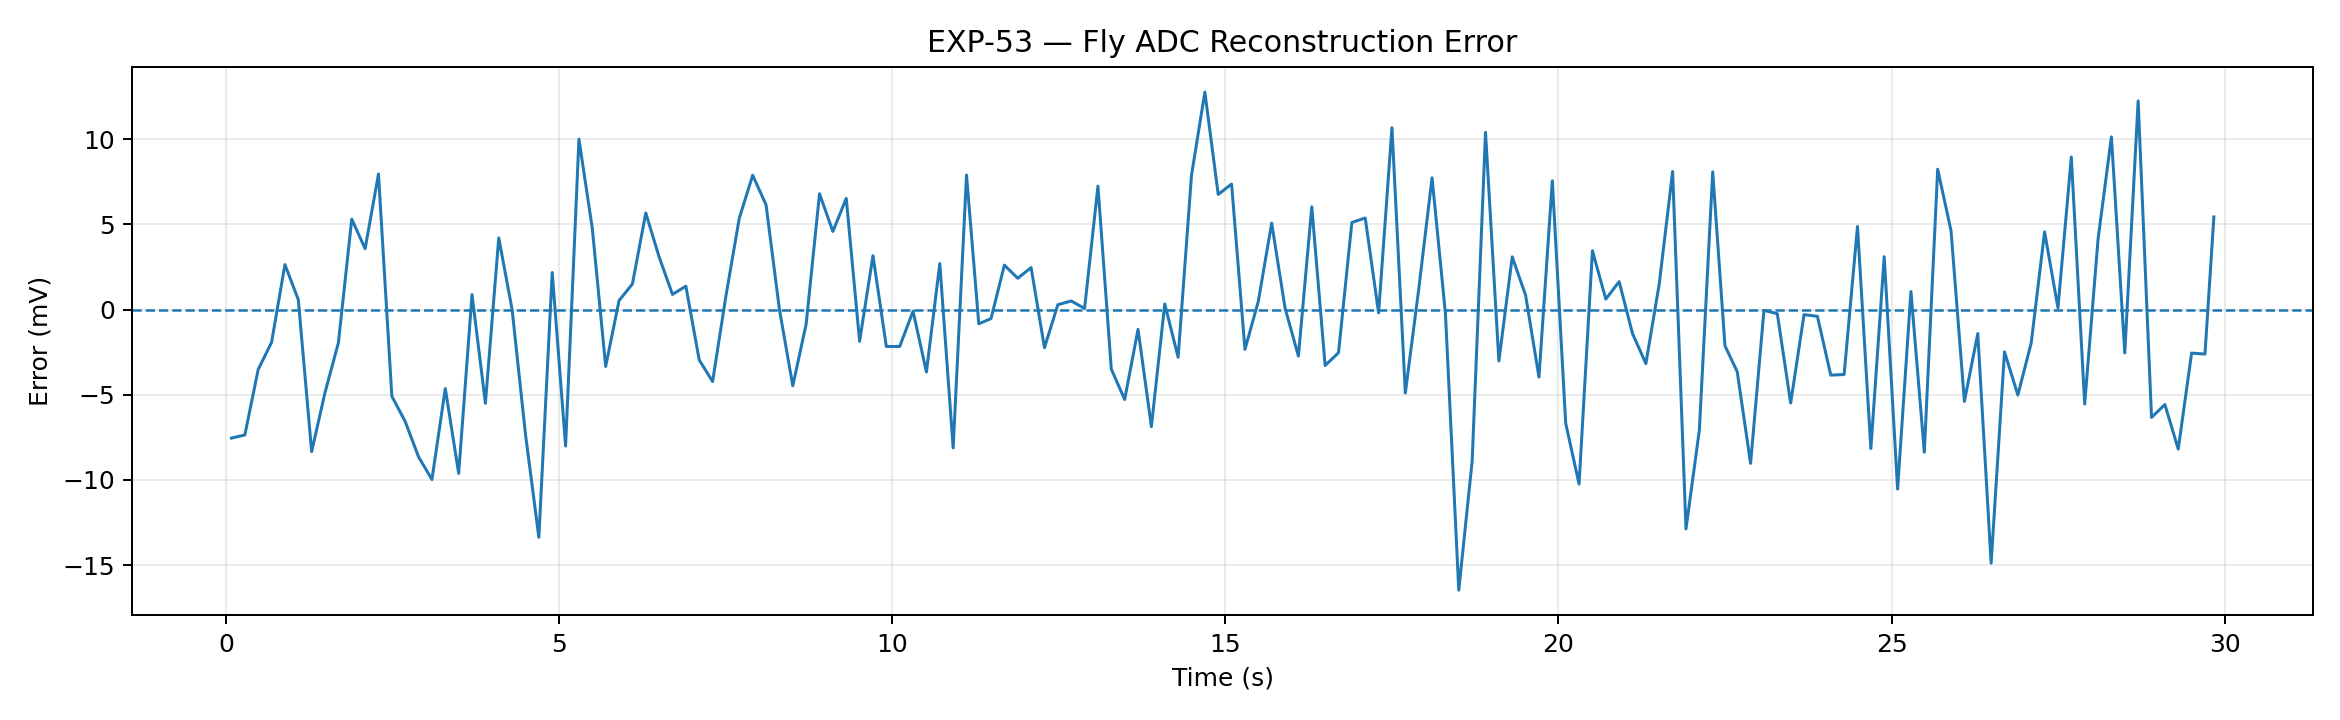 EXP-53 — Fly ADC Reconstruction Error
Error (mV)
10
5
0
−5
−10
−15
0 5 10 15 20 25 30
Time (s)